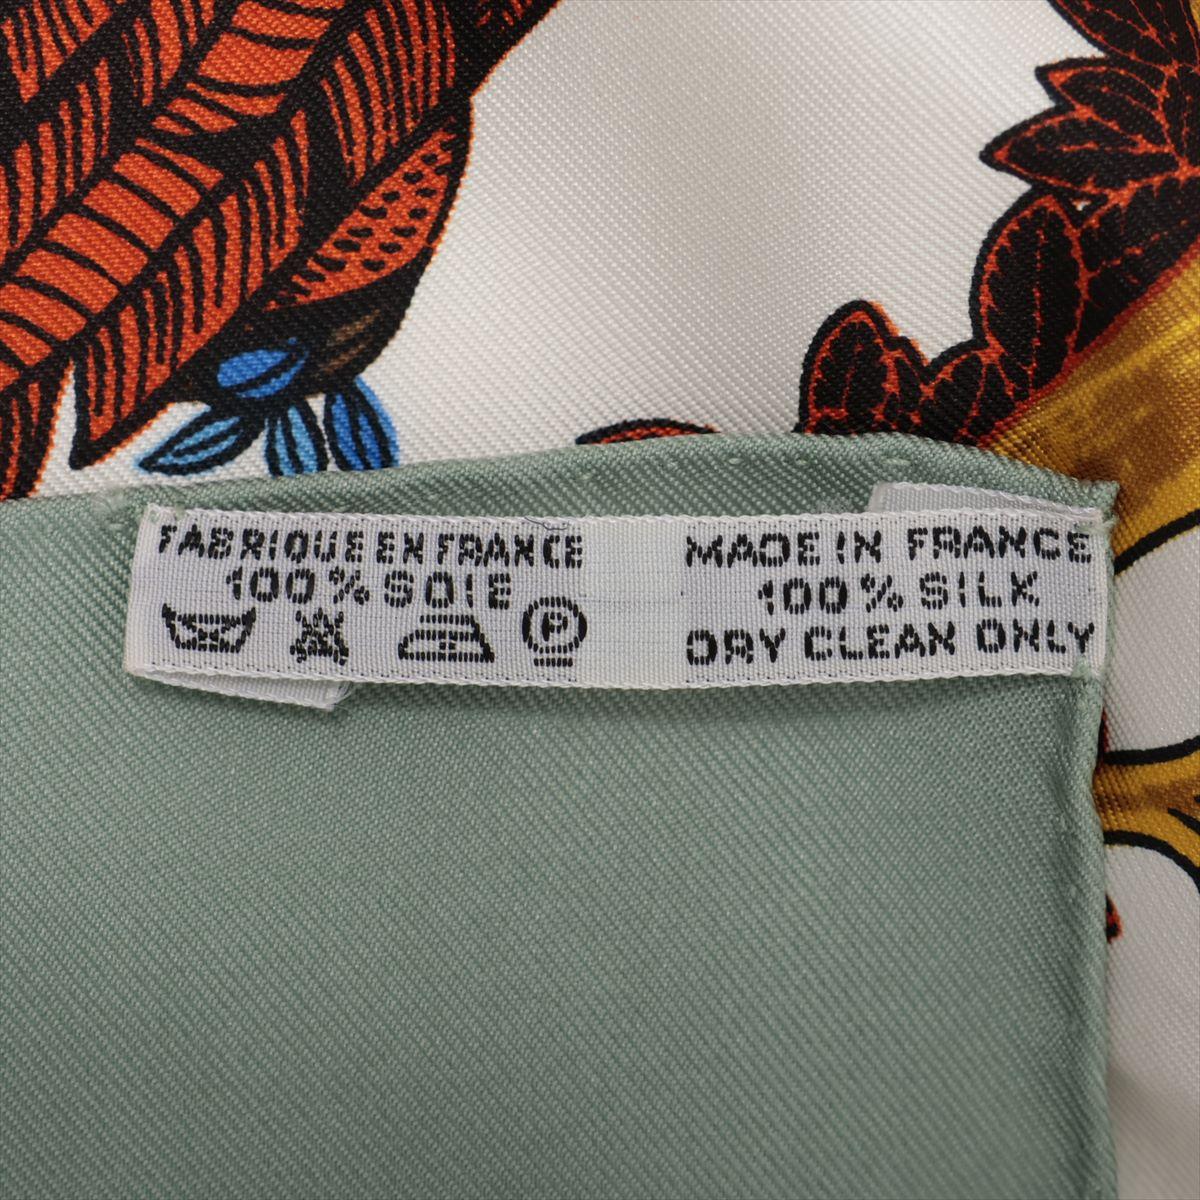 FABRIQUE EN FRANCE
100% SOIE
P
MADE IN FRANCE
100% SILK
DRY CLEAN ONLY